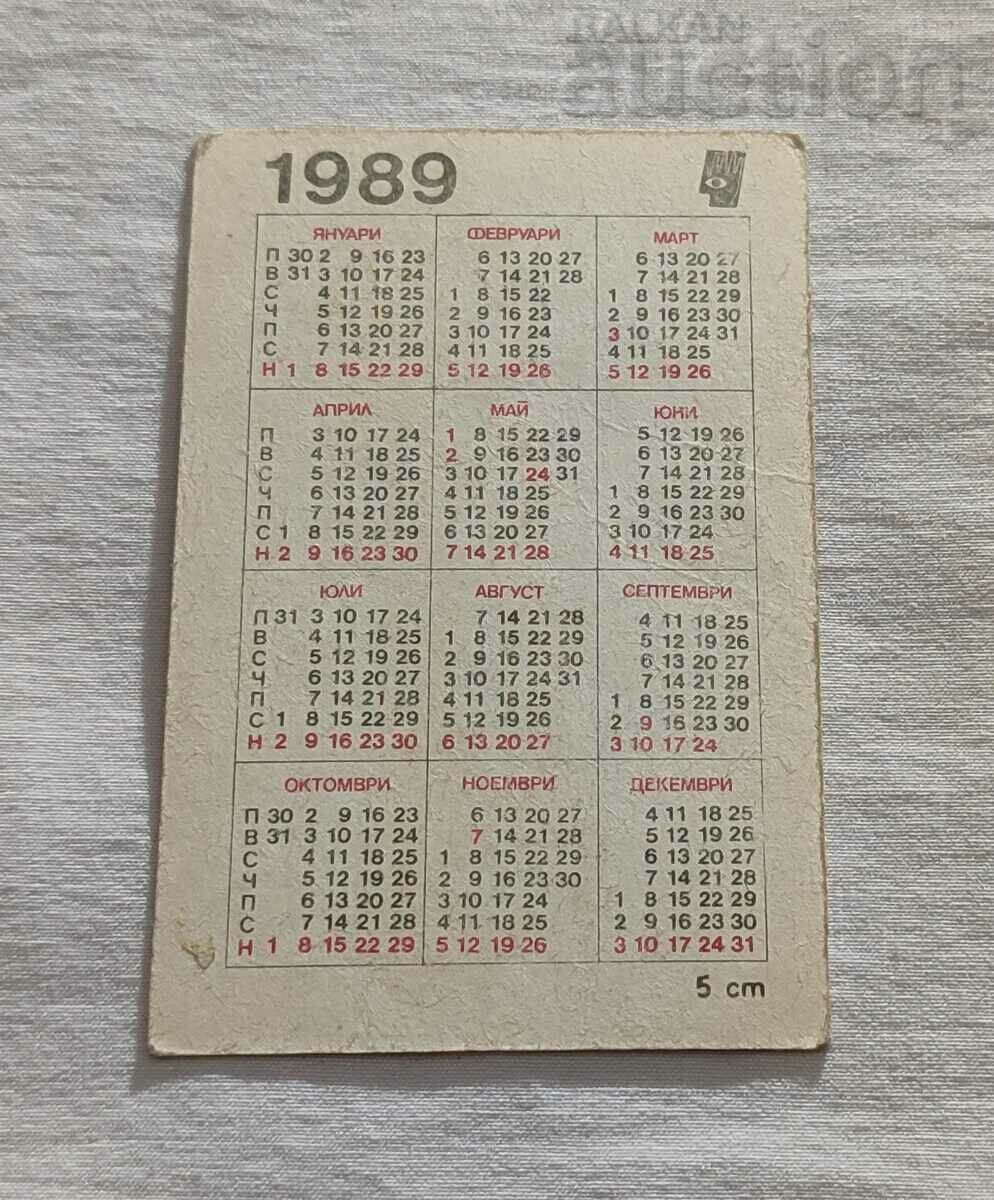 BALKAN
auction
1989
ЯНУАРИ ФЕВРУАРИ МАРТ
П 30 2 9 16 23 6 13 20 27 6 13 20 27
В 31 3 10 17 24 7 14 21 28 7 14 21 28
С 4 11 18 25 1 8 15 22 1 8 15 22 29
Ч 5 12 19 26 2 9 16 23 2 9 16 23 30
П 6 13 20 27 3 10 17 24 3 10 17 24 31
С 7 14 21 28 4 11 18 25 4 11 18 25
Н 1 8 15 22 29 5 12 19 26 5 12 19 26
АПРИЛ МАЙ ЮНИ
П 3 10 17 24 1 8 15 22 29 5 12 19 26
В 4 11 18 25 2 9 16 23 30 6 13 20 27
С 5 12 19 26 3 10 17 24 31 7 14 21 28
Ч 6 13 20 27 4 11 18 25 1 8 15 22 29
П 7 14 21 28 5 12 19 26 2 9 16 23 30
С 1 8 15 22 29 6 13 20 27 3 10 17 24
Н 2 9 16 23 30 7 14 21 28 4 11 18 25
ЮЛИ АВГУСТ СЕПТЕМВРИ
П 31 3 10 17 24 7 14 21 28 4 11 18 25
В 4 11 18 25 1 8 15 22 29 5 12 19 26
С 5 12 19 26 2 9 16 23 30 6 13 20 27
Ч 6 13 20 27 3 10 17 24 31 7 14 21 28
П 7 14 21 28 4 11 18 25 1 8 15 22 29
С 1 8 15 22 29 5 12 19 26 2 9 16 23 30
Н 2 9 16 23 30 6 13 20 27 3 10 17 24
ОКТОМВРИ НОЕМВРИ ДЕКЕМВРИ
П 30 2 9 16 23 6 13 20 27 4 11 18 25
В 31 3 10 17 24 7 14 21 28 5 12 19 26
С 4 11 18 25 1 8 15 22 29 6 13 20 27
Ч 5 12 19 26 2 9 16 23 30 7 14 21 28
П 6 13 20 27 3 10 17 24 1 8 15 22 29
С 7 14 21 28 4 11 18 25 2 9 16 23 30
Н 1 8 15 22 29 5 12 19 26 3 10 17 24 31
5 cm